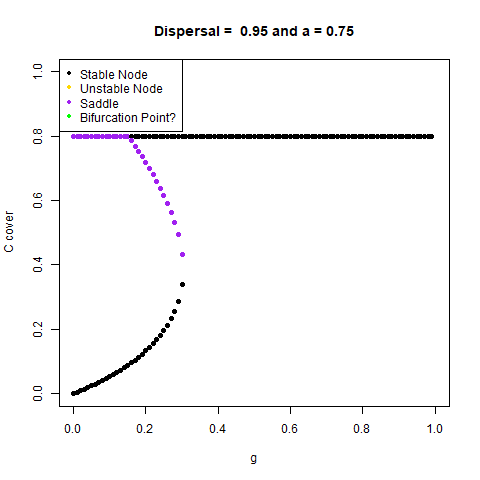 Dispersal =  0.95 and a = 0.75
Stable Node
Unstable Node
Saddle
Bifurcation Point?
C cover
1.0
0.8
0.6
0.4
0.2
0.0
0.0 0.2 0.4 0.6 0.8 1.0
g